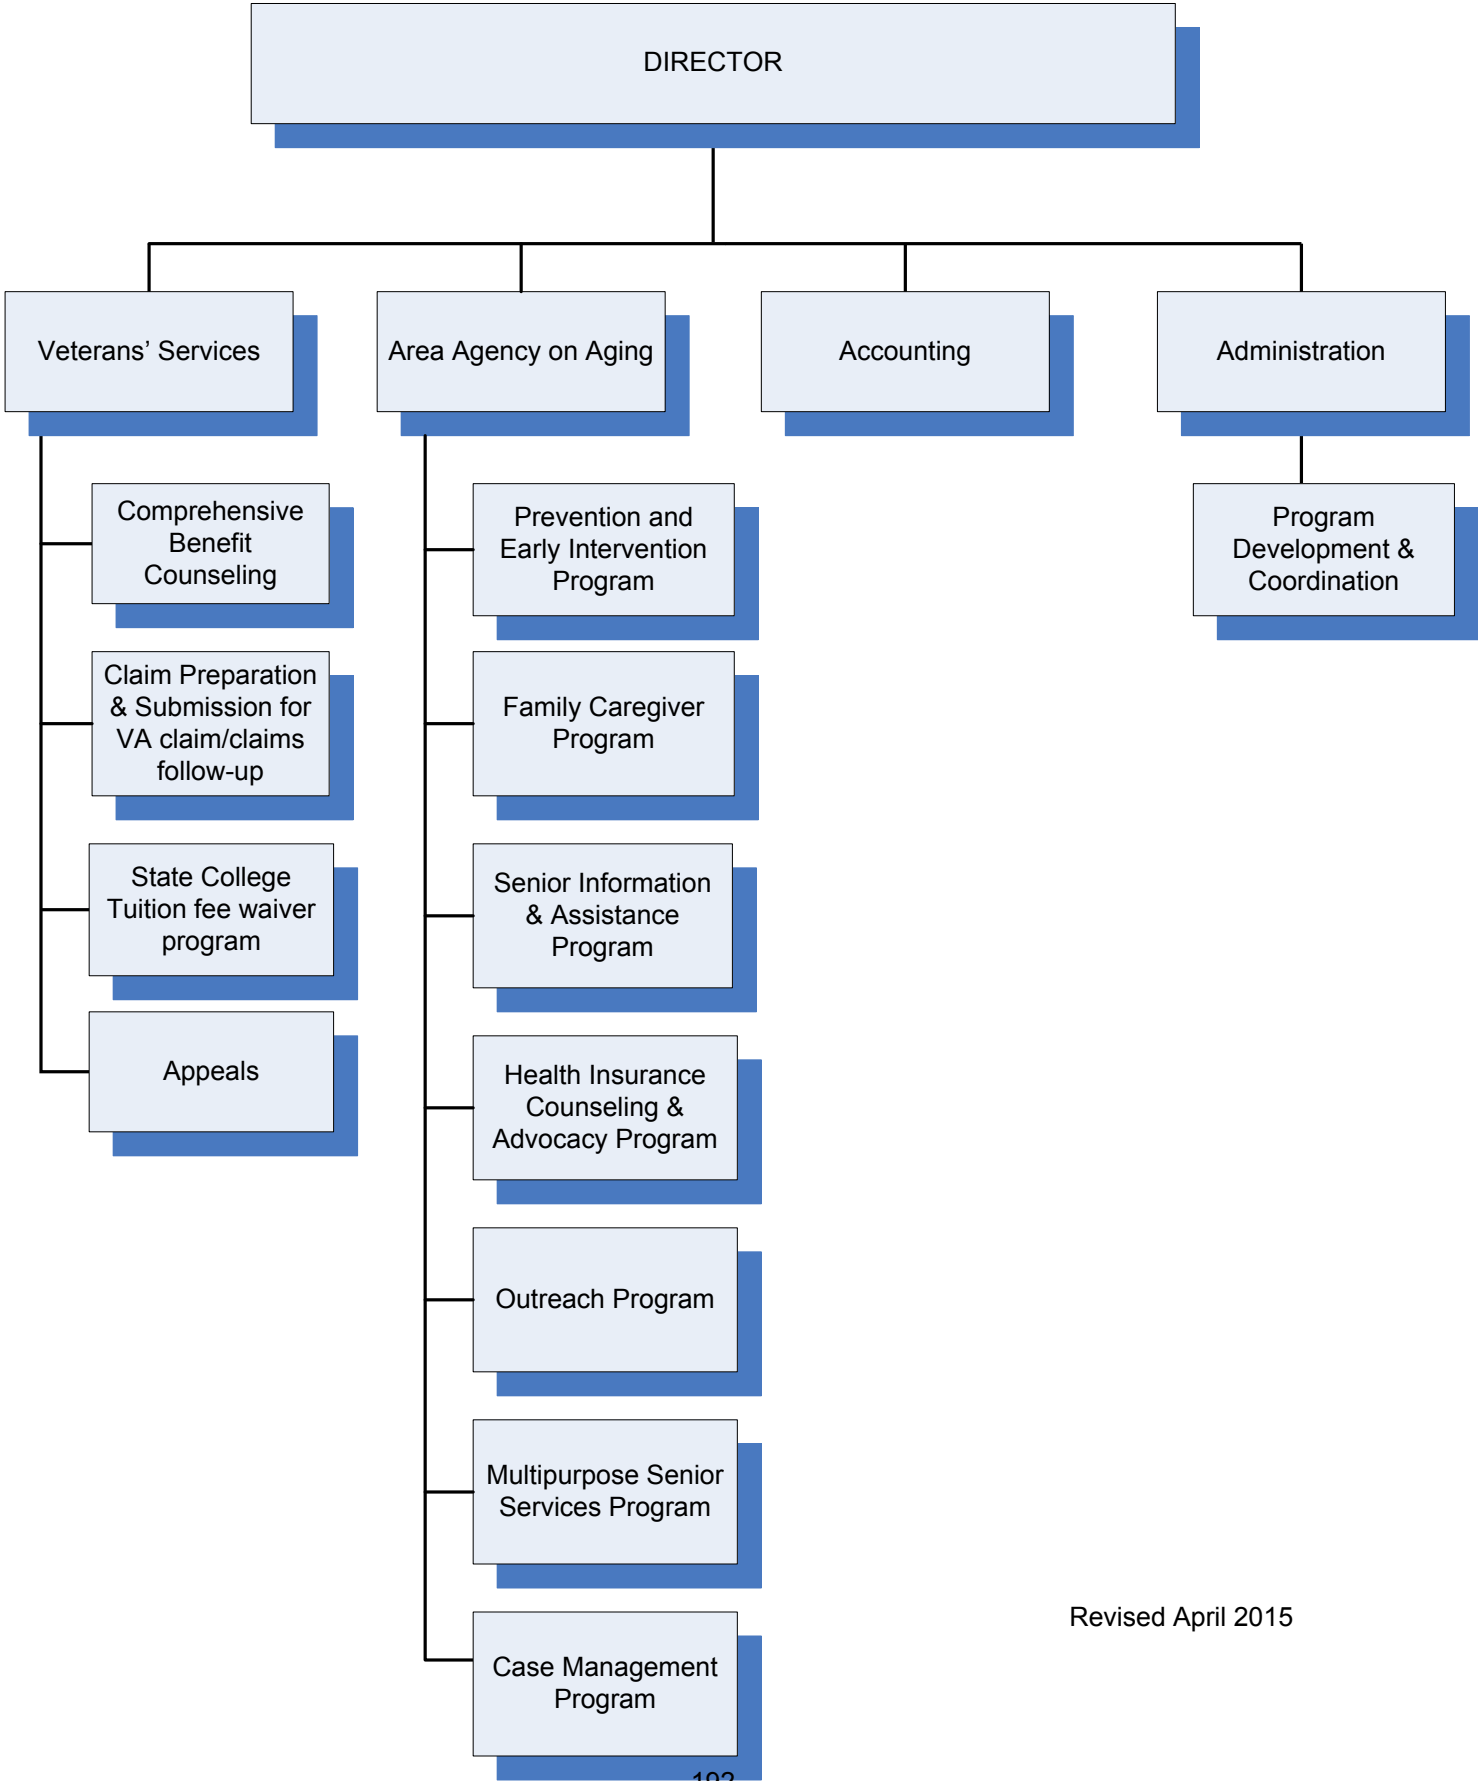 DIRECTOR
Veterans’ Services
Area Agency on Aging
Accounting
Administration
Comprehensive
Benefit
Counseling
Claim Preparation
& Submission for
VA claim/claims
follow-up
State College
Tuition fee waiver
program
Appeals
Prevention and
Early Intervention
Program
Family Caregiver
Program
Senior Information
& Assistance
Program
Health Insurance
Counseling &
Advocacy Program
Outreach Program
Multipurpose Senior
Services Program
Case Management
Program
Program
Development &
Coordination
Revised April 2015
192